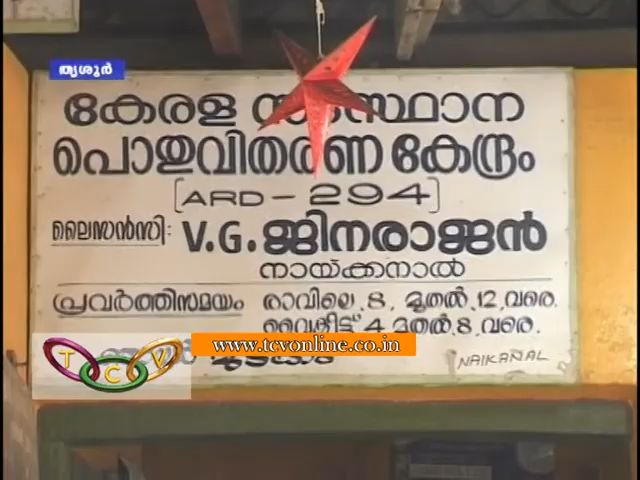 തൃശൂർ
കേരള സംസ്ഥാന
പൊതുവിതരണ കേന്ദ്രം
[ARD - 294]
ലൈസൻസി: V.G. ജിനരാജൻ
നായ്ക്കനാൽ
പ്രവർത്തിസമയം രാവിലെ. 8. മുതൽ. 12. വരെ.
വൈകീട്ട് 4 മുതൽ. 8. വരെ.
TCV
www.tcvonline.co.in
NAIKANAL